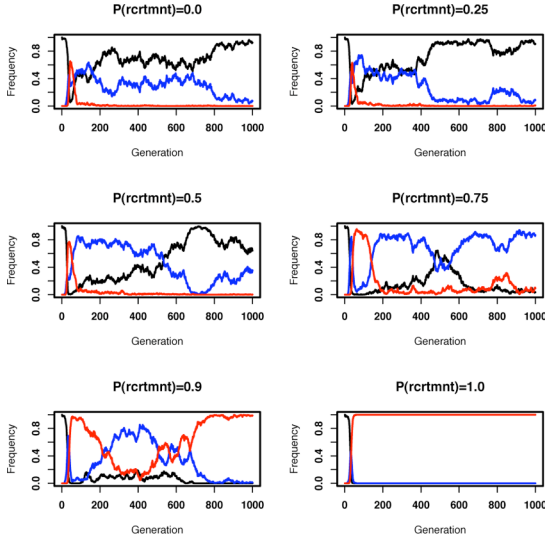 P(rcrtmnt)=0.0
P(rcrtmnt)=0.25
Frequency
0.0 0.4 0.8
0 200 400 600 800 1000
Generation
Frequency
0.0 0.4 0.8
0 200 400 600 800 1000
Generation
P(rcrtmnt)=0.5
P(rcrtmnt)=0.75
Frequency
0.0 0.4 0.8
0 200 400 600 800 1000
Generation
Frequency
0.0 0.4 0.8
0 200 400 600 800 1000
Generation
P(rcrtmnt)=0.9
P(rcrtmnt)=1.0
Frequency
0.0 0.4 0.8
0 200 400 600 800 1000
Generation
Frequency
0.0 0.4 0.8
0 200 400 600 800 1000
Generation